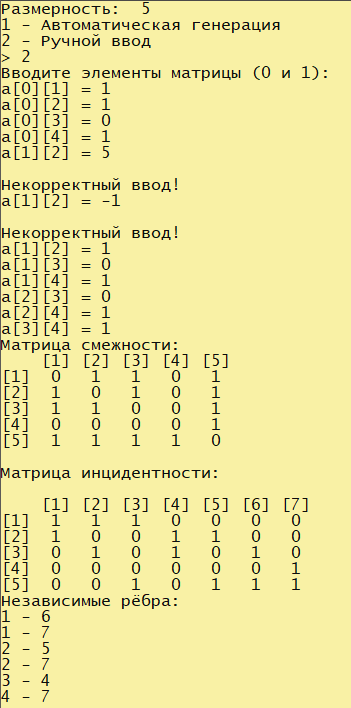 Размерность:  5
1 - Автоматическая генерация
2 - Ручной ввод
> 2
Вводите элементы матрицы (0 и 1):
a[0][1] = 1
a[0][2] = 1
a[0][3] = 0
a[0][4] = 1
a[1][2] = 5
Некорректный ввод!
a[1][2] = -1
Некорректный ввод!
a[1][2] = 1
a[1][3] = 0
a[1][4] = 1
a[2][3] = 0
a[2][4] = 1
a[3][4] = 1
Матрица смежности:
[1] [2] [3] [4] [5]
[1] 0 1 1 0 1
[2] 1 0 1 0 1
[3] 1 1 0 0 1
[4] 0 0 0 0 1
[5] 1 1 1 1 0
Матрица инцидентности:
[1] [2] [3] [4] [5] [6] [7]
[1] 1 1 1 0 0 0 0
[2] 1 0 0 1 1 0 0
[3] 0 1 0 1 0 1 0
[4] 0 0 0 0 0 0 1
[5] 0 0 1 0 1 1 1
Независимые рёбра:
1 - 6
1 - 7
2 - 5
2 - 7
3 - 4
4 - 7